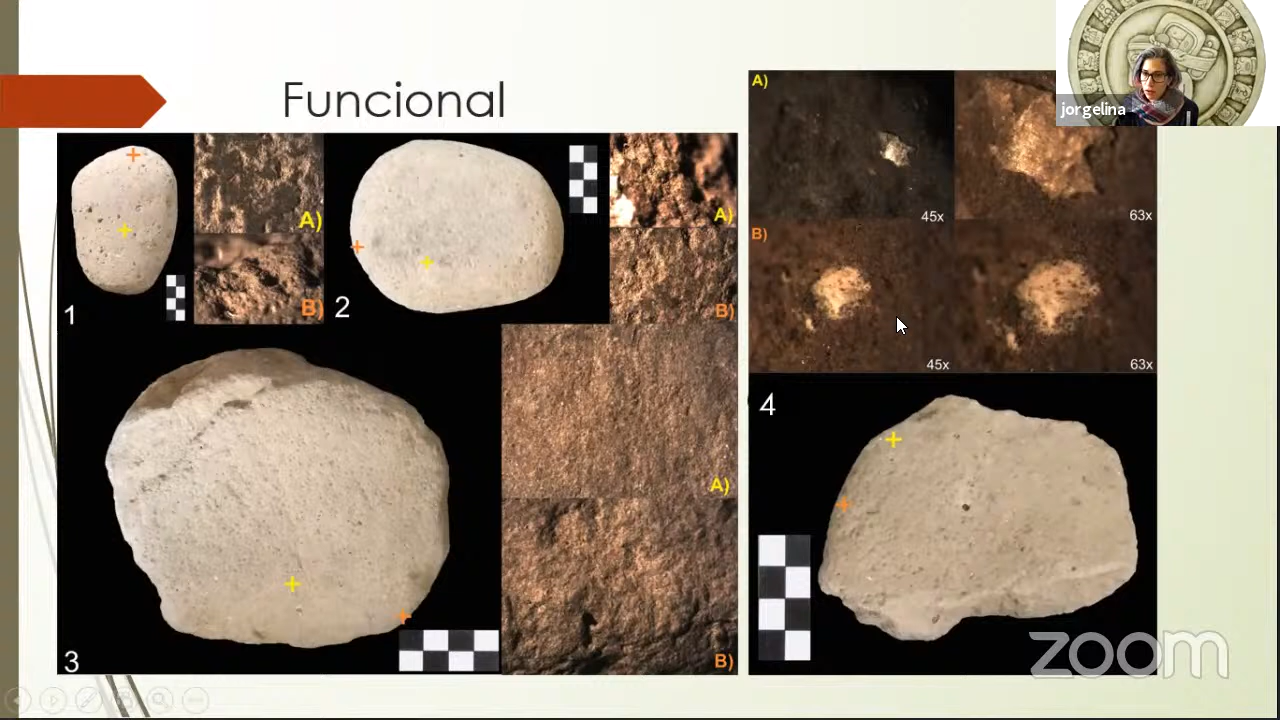 Funcional
jorgelina
A)
B)
1
A)
B)
2
A)
B)
3
A)
45x
63x
B)
45x
63x
4
zoom